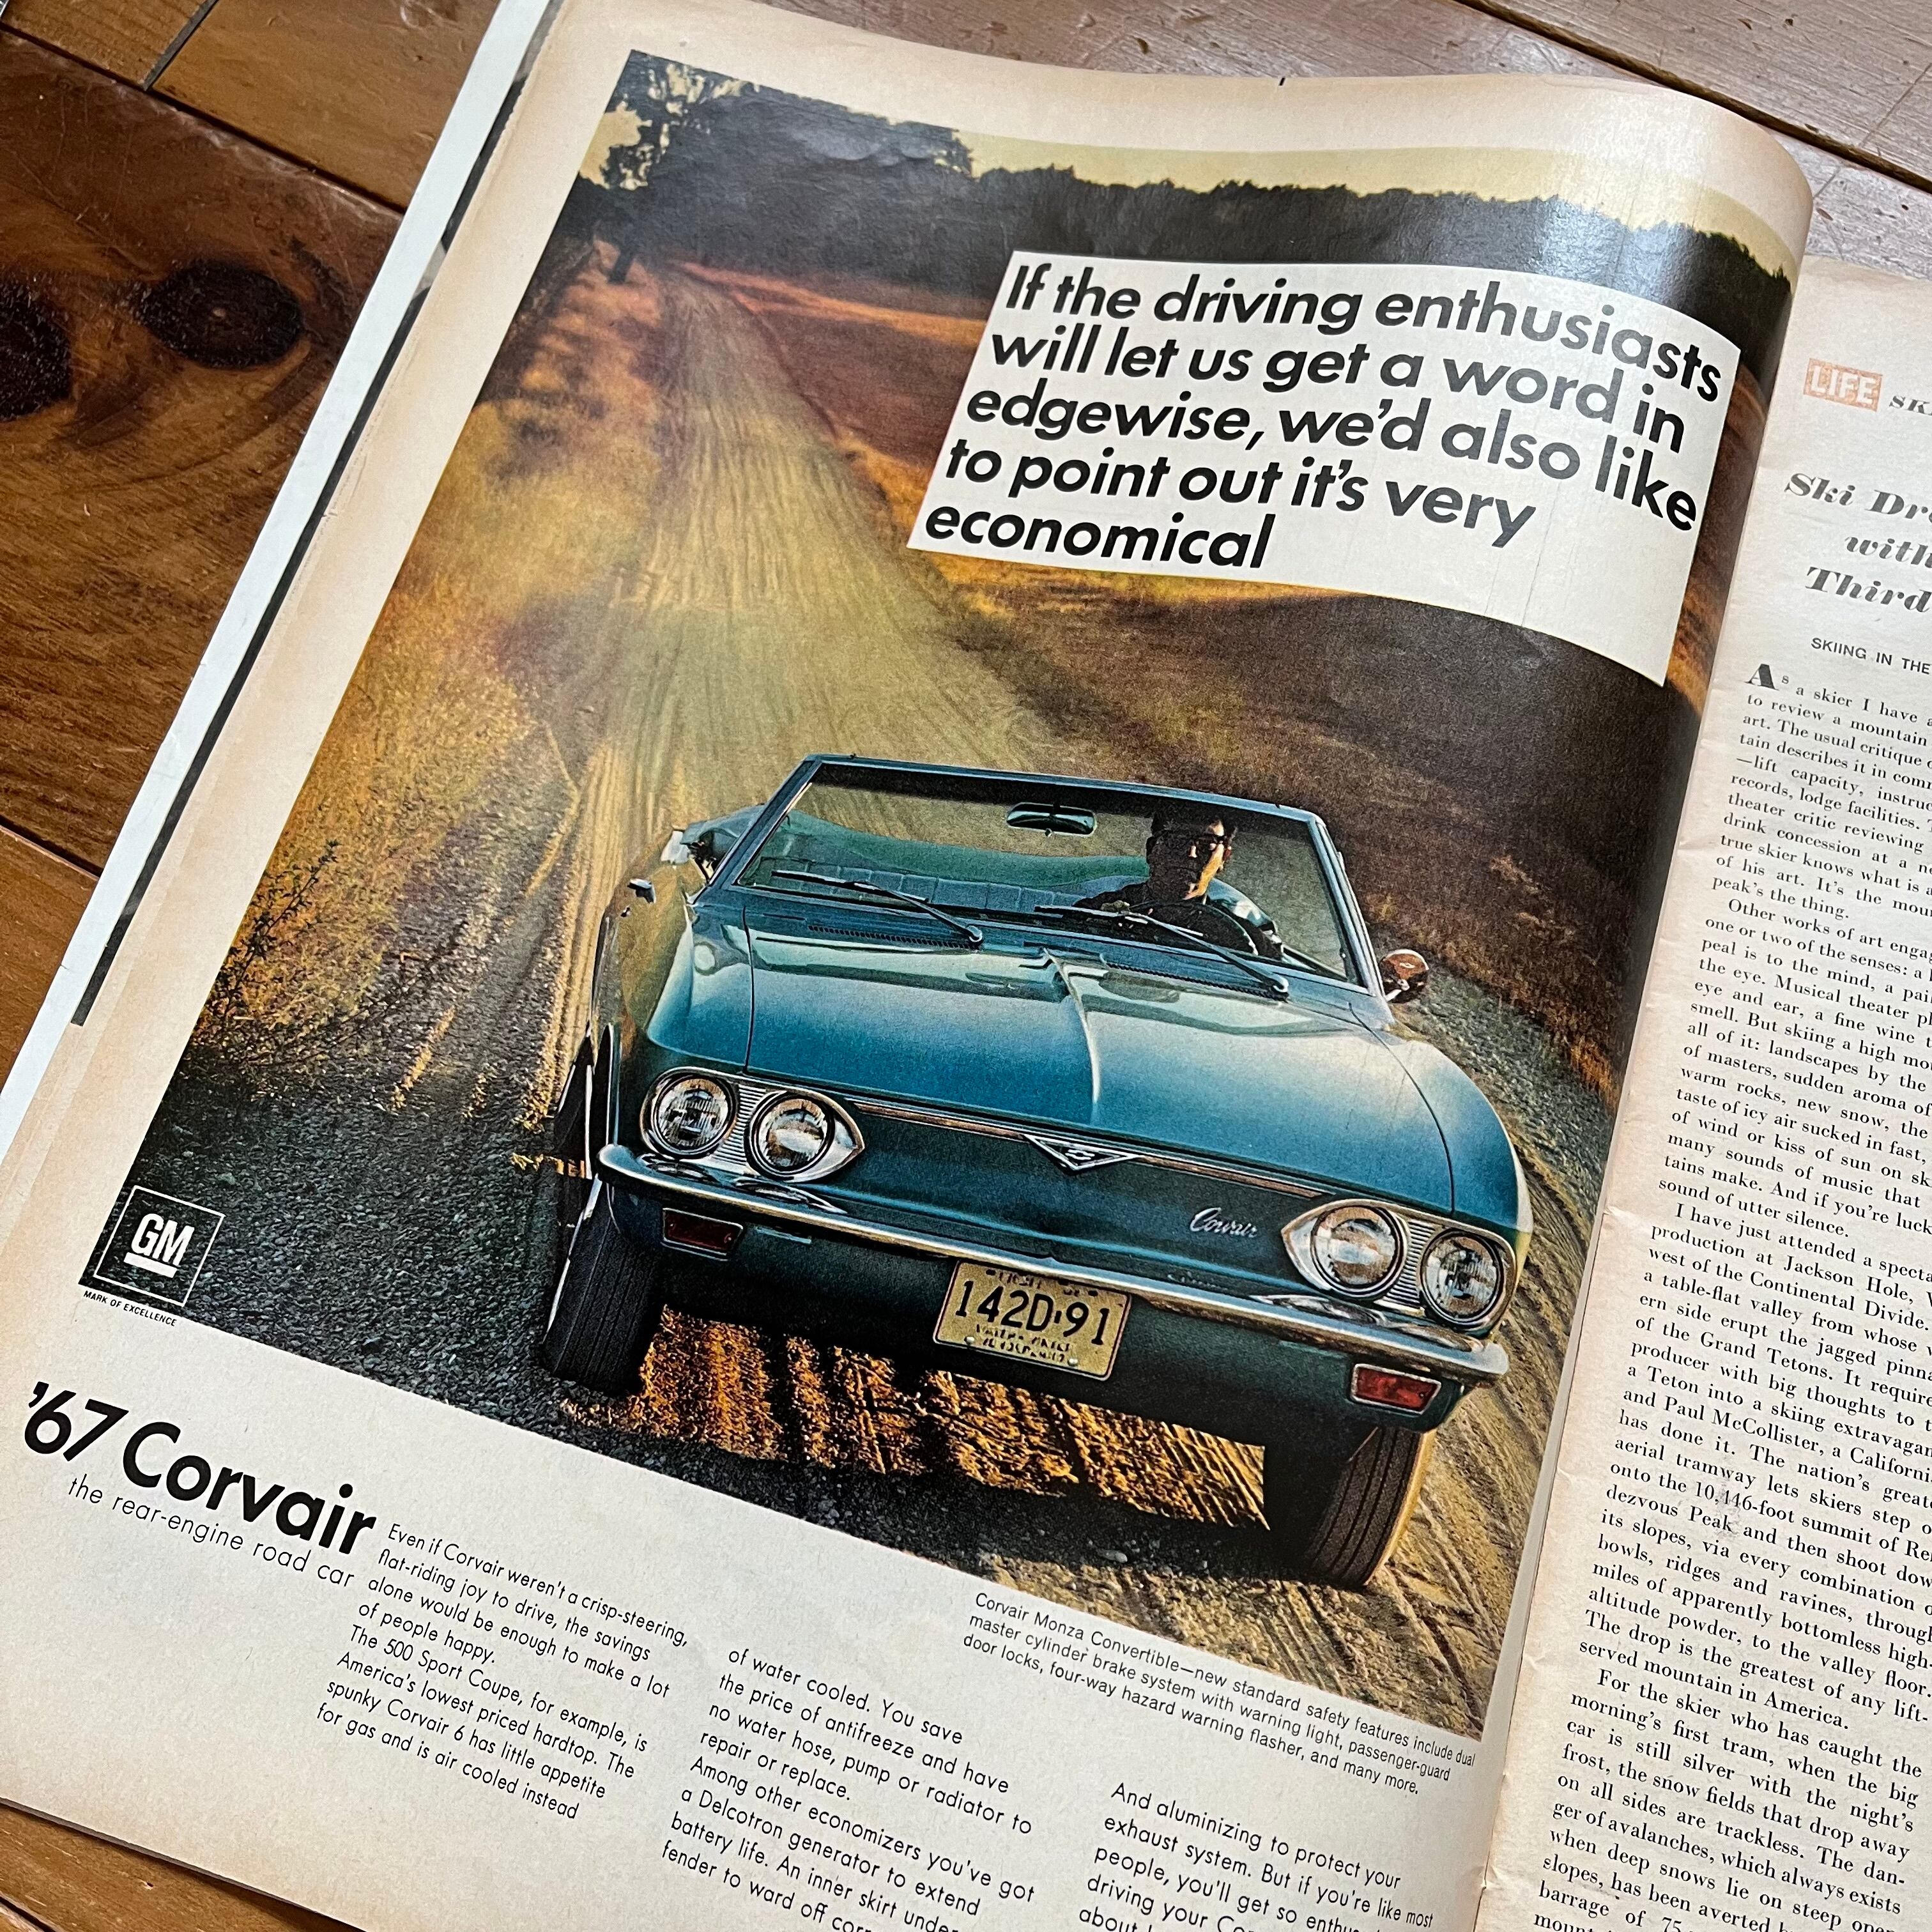 If the driving enthusiasts
will let us get a word in
edgewise, we'd also like
to point out it's very
economical
Corvair
142D·91
GM
MARK OF EXCELLENCE
'67 Corvair
the rear-engine road car
Even if Corvair weren't a crisp-steering,
flat-riding joy to drive, the savings
alone would be enough to make a lot
of people happy.
The 500 Sport Coupe, for example, is
America's lowest priced hardtop. The
spunky Corvair 6 has little appetite
for gas and is air cooled instead
of water cooled. You save
the price of antifreeze and have
no water hose, pump or radiator to
repair or replace.
Among other economizers you've got
a Delcotron generator to extend
battery life. An inner skirt under
fender to ward off
Corvair Monza Convertible—new standard safety features include dual
master cylinder brake system with warning light, passenger-guard
door locks, four-way hazard warning flasher, and many more.
And aluminizing to protect your
exhaust system. But if you're like most
people, you'll get so
driving your
about
LIFE
Ski
with
Third
SKIING IN THE
As a skier I have
to review a mountain
art. The usual critique
tain describes it in
—lift capacity,
records, lodge facilities.
theater critic reviewing
drink concession at a
true skier knows what is
of his art. It's the
peak's the thing.
Other works of art
one or two of the senses: a
peal is to the mind, a
the eye. Musical theater
eye and ear, a fine wine
smell. But skiing a high
all of it: landscapes by the
of masters, sudden aroma of
warm rocks, new snow, the
taste of icy air sucked in fast,
of wind or kiss of sun on
many sounds of music that
tains make. And if you're
sound of utter silence.
I have just attended a
production at Jackson Hole,
west of the Continental Divide.
a table-flat valley from whose
ern side erupt the jagged
of the Grand Tetons. It
producer with big thoughts to
a Teton into a skiing
and Paul McCollister, a
has done it. The nation's
aerial tramway lets skiers step
onto the 10,446-foot summit of
dezvous Peak and then shoot
its slopes, via every combination
bowls, ridges and ravines, through
miles of apparently bottomless high-
altitude powder, to the valley floor.
The drop is the greatest of any lift-
served mountain in America.
For the skier who has caught the
morning's first tram, when the big
car is still silver with the night's
frost, the snow fields that drop away
on all sides are trackless. The dan-
ger of avalanches, which always exists
when deep snows lie on steep open
slopes, has been averted
barrage of 75